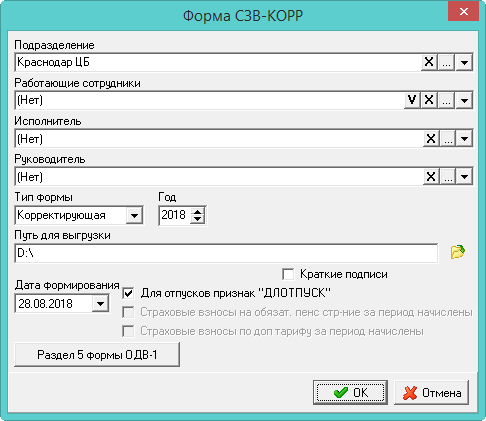 Форма СЗВ-КОРР
Подразделение
Краснодар ЦБ
X ...
Работающие сотрудники
(Нет)
V X ...
Исполнитель
(Нет)
X ...
Руководитель
(Нет)
X ...
Тип формы Год
Корректирующая 2018
Путь для выгрузки
D:\
Краткие подписи
Дата формирования
28.08.2018
Для отпусков признак "ДЛОТПУСК"
Страховые взносы на обязат. пенс стр-ние за период начислены
Страховые взносы по доп тарифу за период начислены
Раздел 5 формы ОДВ-1
OK Отмена